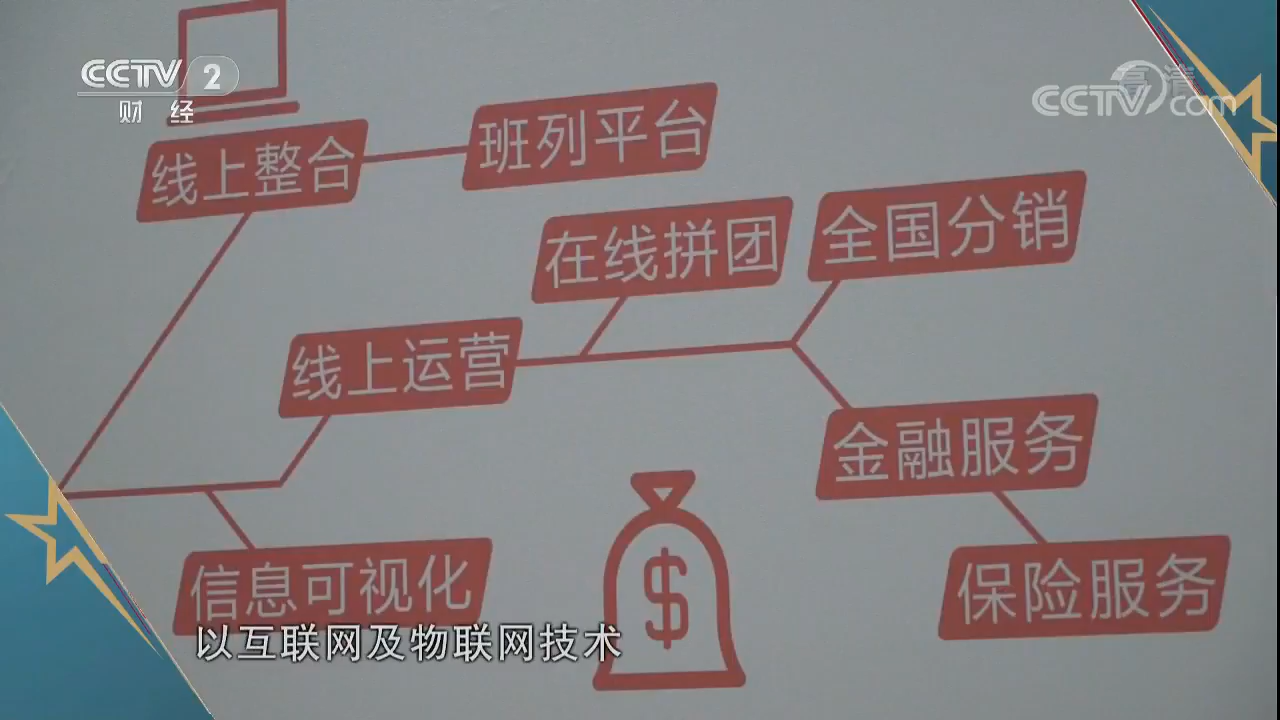 CCTV 2
财 经
高清
CCTV.com
线上整合
班列平台
在线拼团
全国分销
线上运营
金融服务
信息可视化
$
保险服务
以互联网及物联网技术